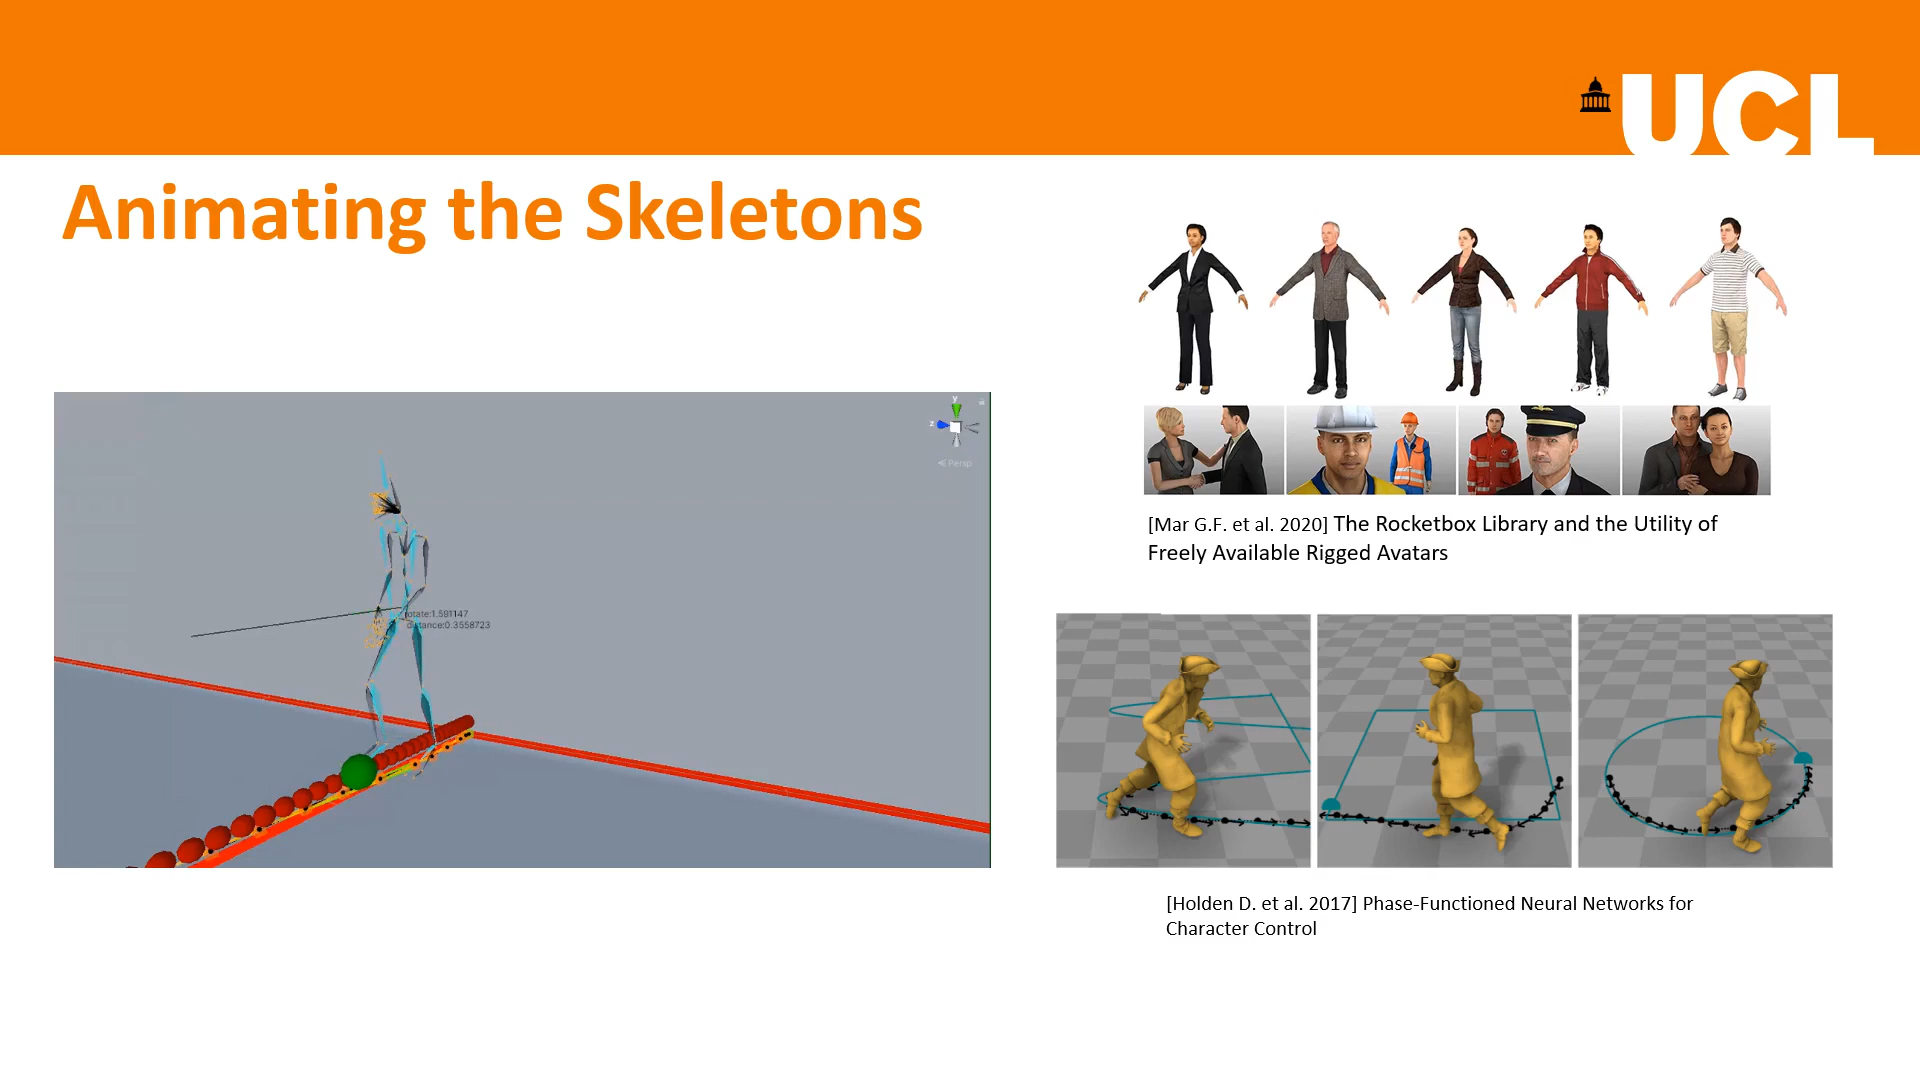 UCL
Animating the Skeletons
y
z
Persp
rotate:1.591147
distance:0.3558723
[Mar G.F. et al. 2020] The Rocketbox Library and the Utility of
Freely Available Rigged Avatars
[Holden D. et al. 2017] Phase-Functioned Neural Networks for
Character Control